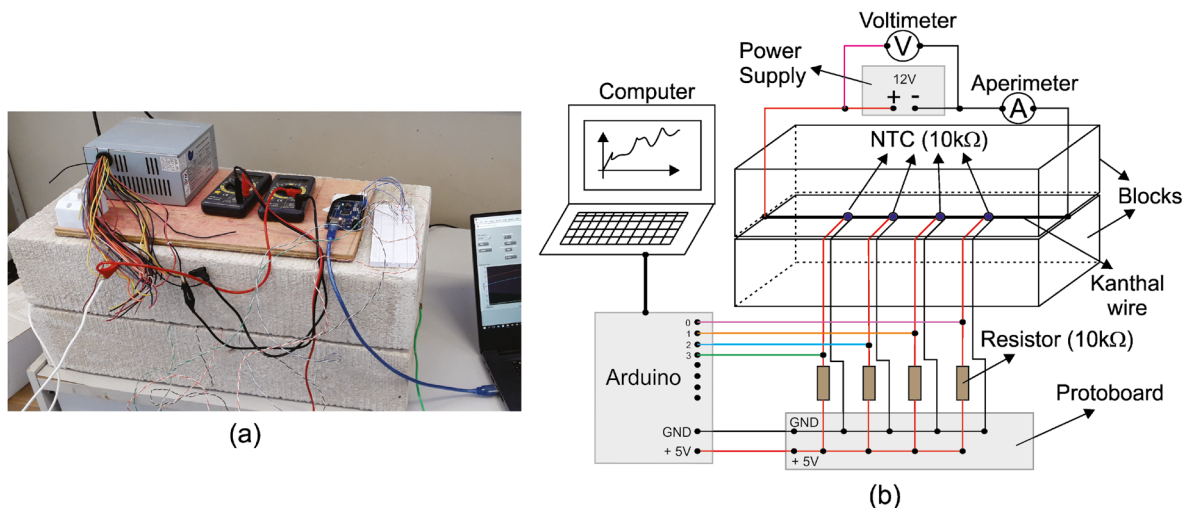 (a)
Voltimeter
V
Power
Supply
12V
+ -
Aperimeter
A
Computer
NTC (10kΩ)
Blocks
Kanthal
wire
0
1
2
3
Arduino
Resistor (10kΩ)
Protoboard
GND
GND
+ 5V
+ 5V
(b)